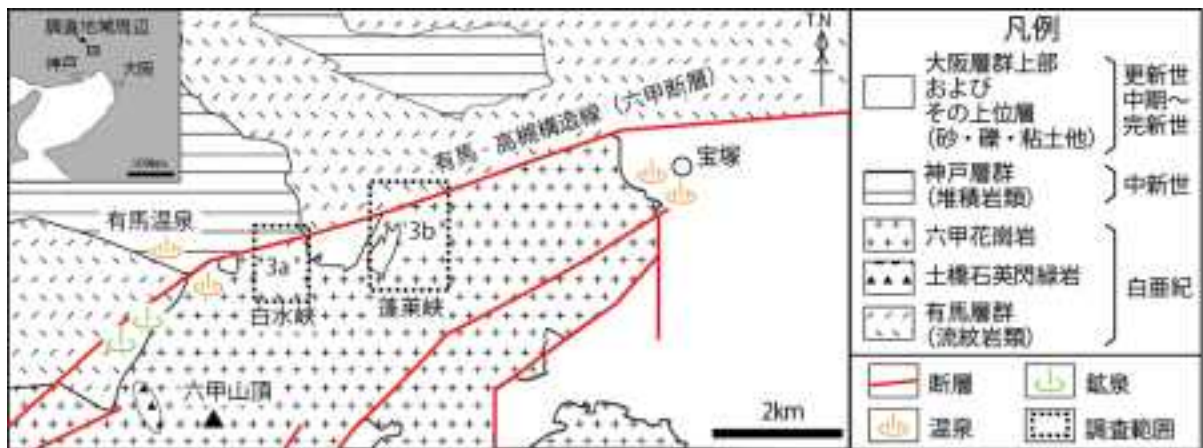 調査地域周辺
神戸
大阪
T N
有馬 - 高槻構造線（六甲断層）
宝塚
有馬温泉
3a
3b
白水峡
蓬莱峡
六甲山頂
2km
凡例
大阪層群上部
および
その上位層
（砂・礫・粘土他）
更新世
中期～
完新世
神戸層群
（堆積岩類）
中新世
六甲花崗岩
土橋石英閃緑岩
有馬層群
（流紋岩類）
白亜紀
断層
鉱泉
温泉
調査範囲